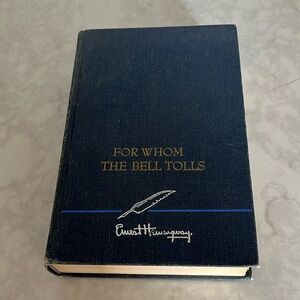 FOR WHOM
THE BELL TOLLS
Ernest Hemingway